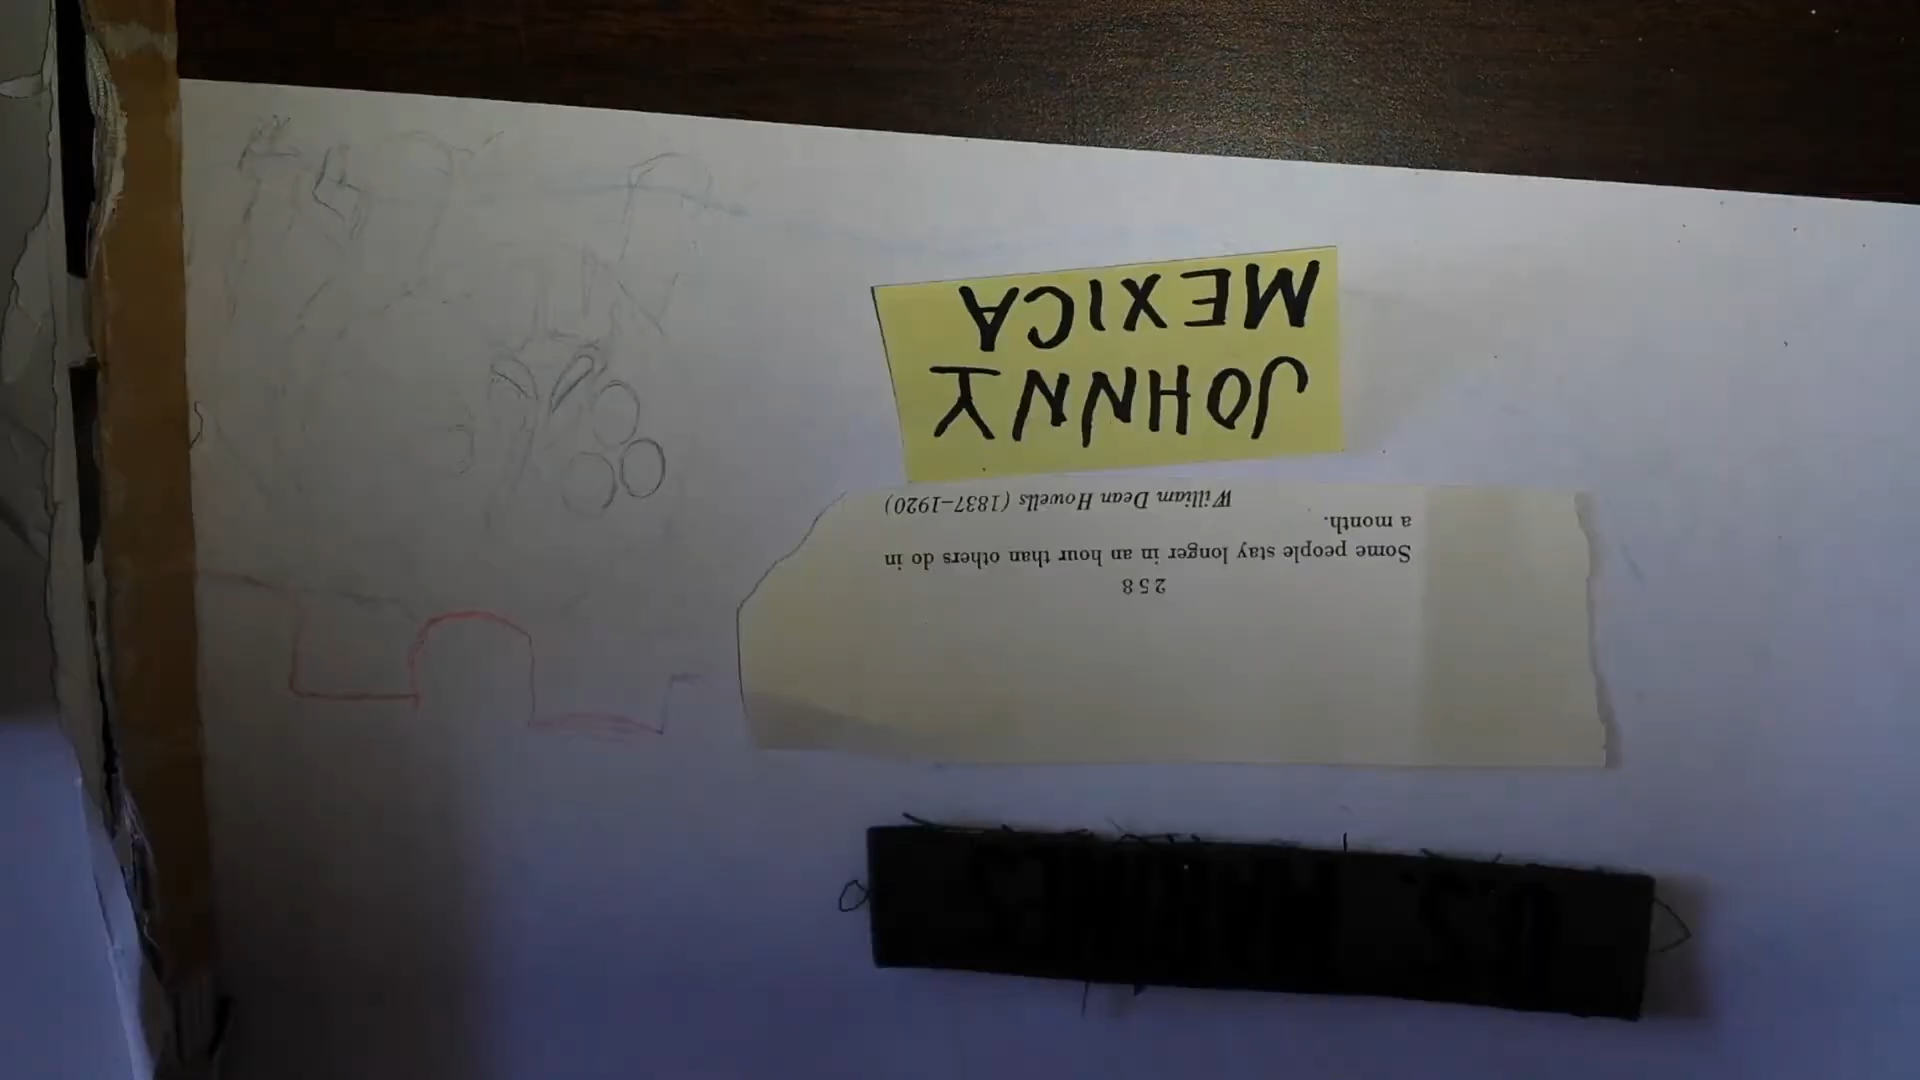 U.S. MARINES
258
Some people stay longer in an hour than others do in
a month.
William Dean Howells (1837–1920)
JOHNNY
MEXICA